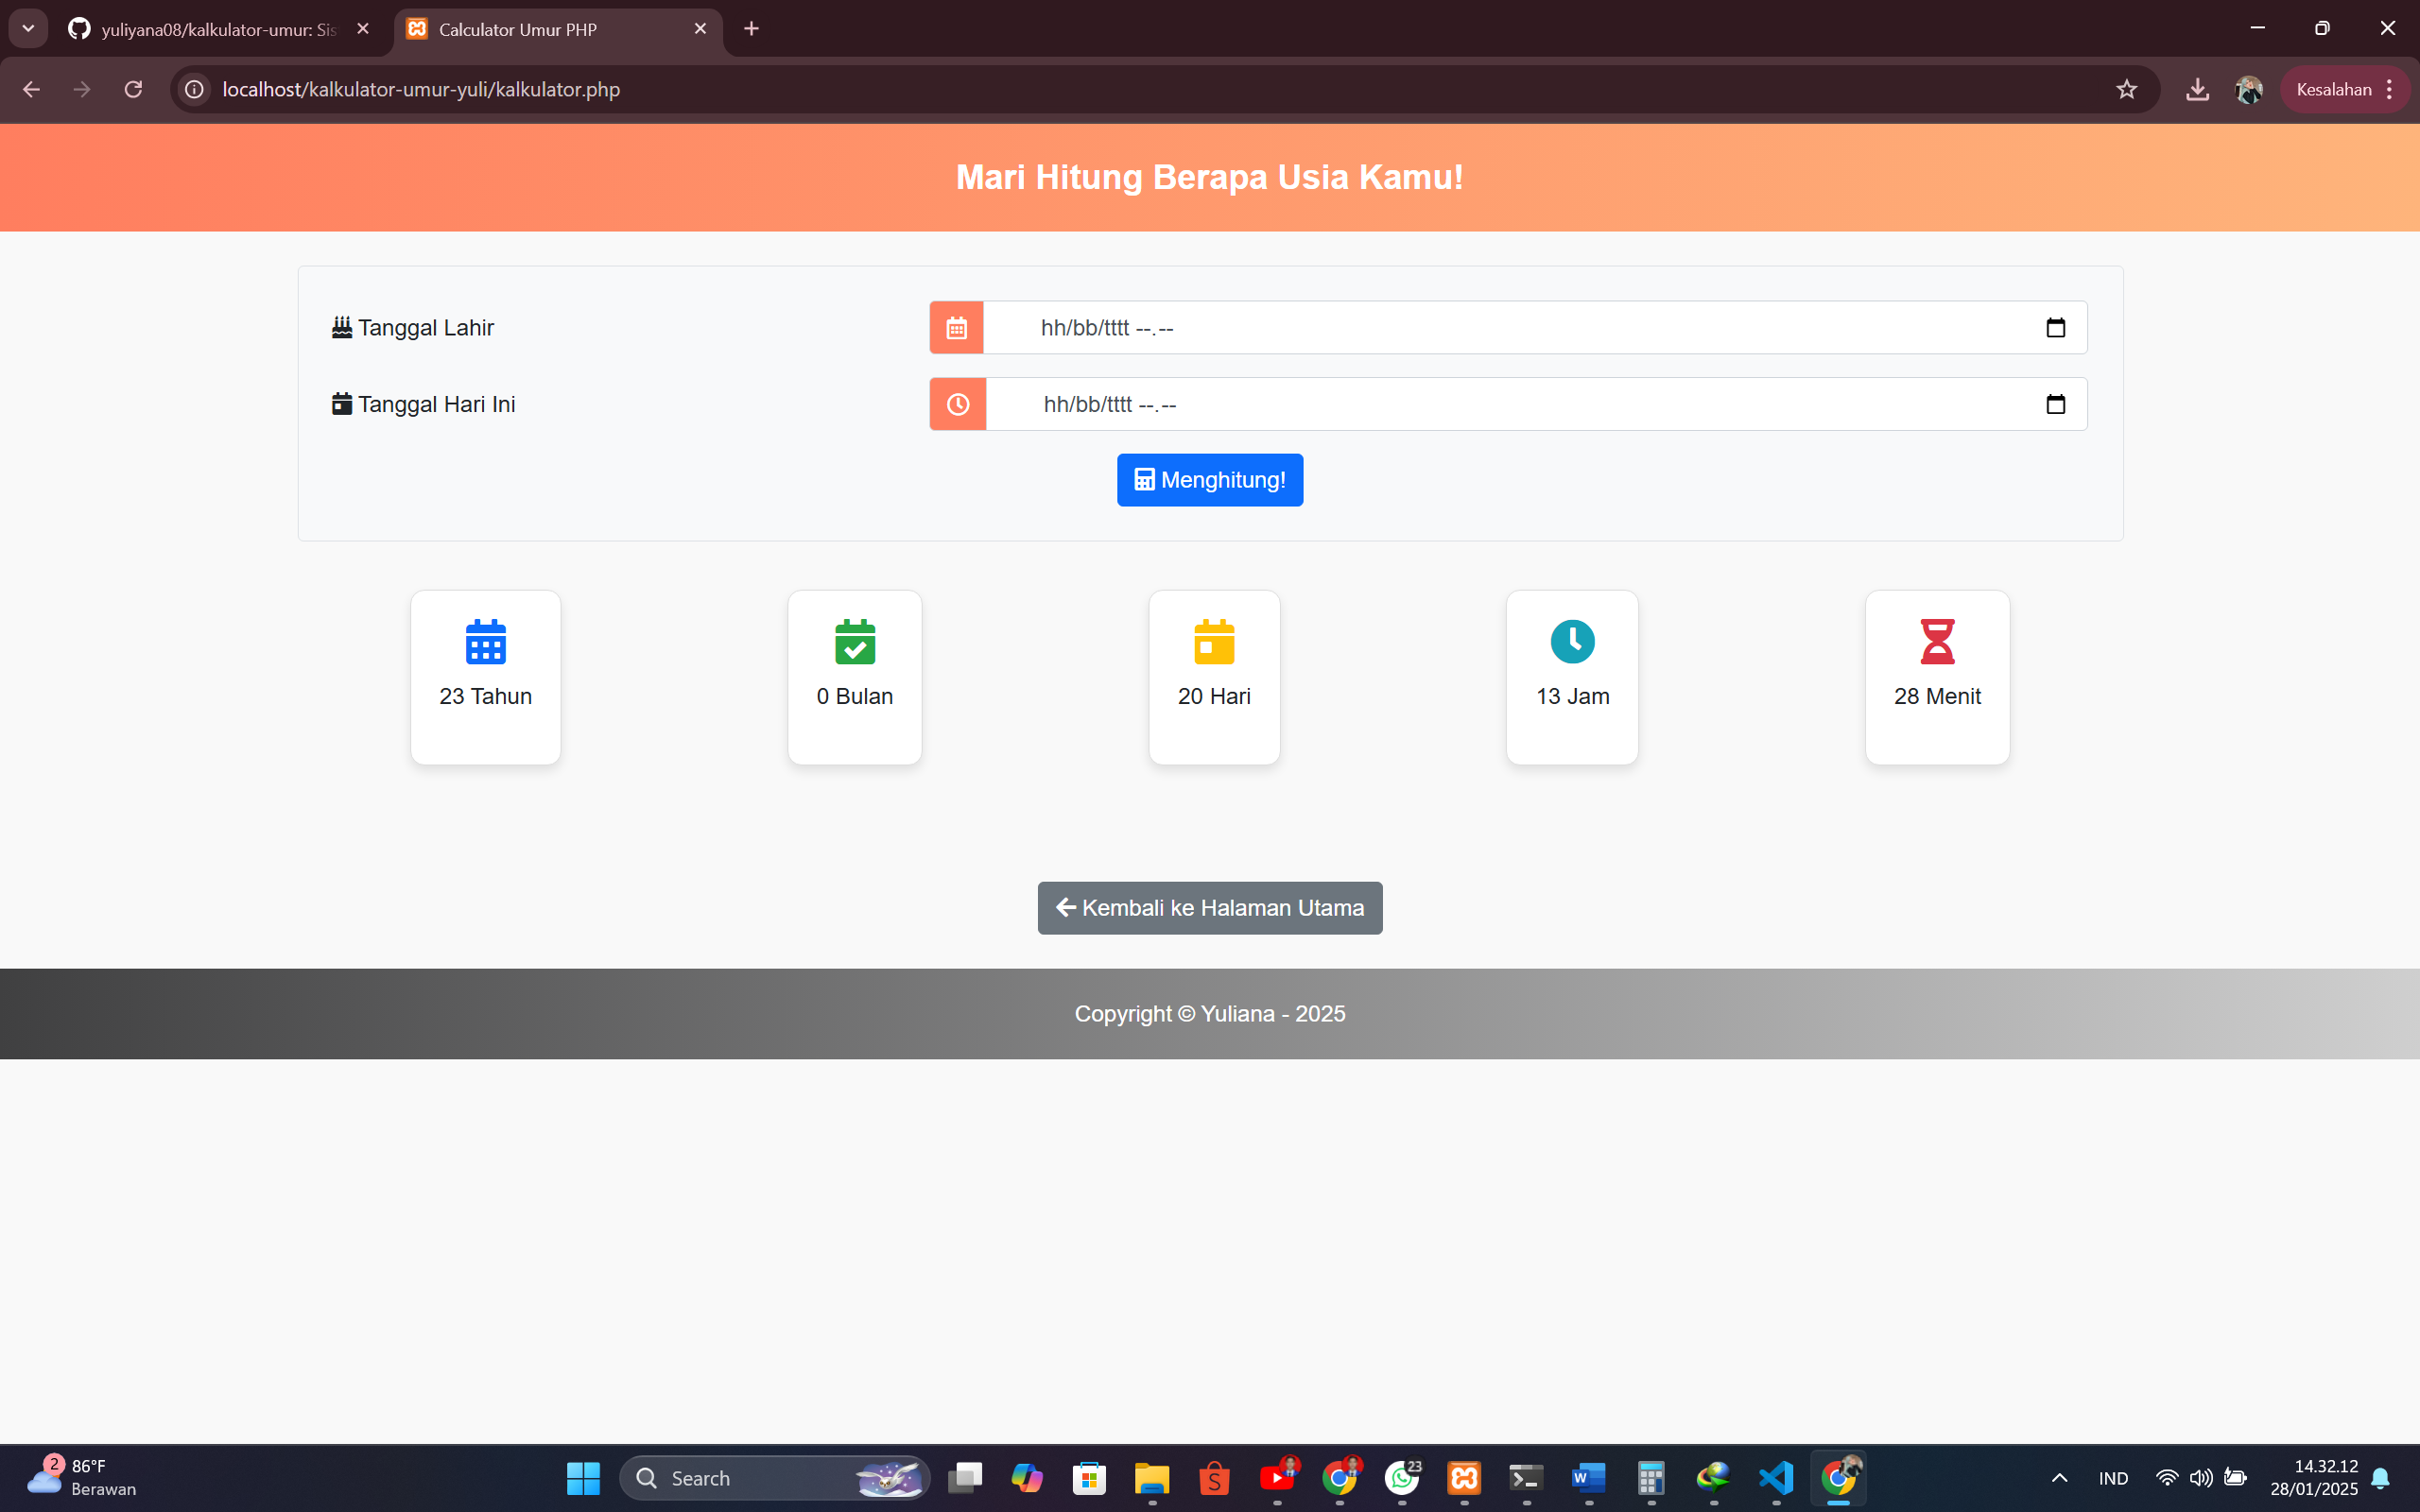 yuliyana08/kalkulator-umur: Sis
Calculator Umur PHP
localhost/kalkulator-umur-yuli/kalkulator.php
Kesalahan
Mari Hitung Berapa Usia Kamu!
Tanggal Lahir
hh/bb/tttt --.--
Tanggal Hari Ini
hh/bb/tttt --.--
Menghitung!
23 Tahun
0 Bulan
20 Hari
13 Jam
28 Menit
Kembali ke Halaman Utama
Copyright © Yuliana - 2025
2
86°F
Berawan
Search
23
IND
14.32.12
28/01/2025